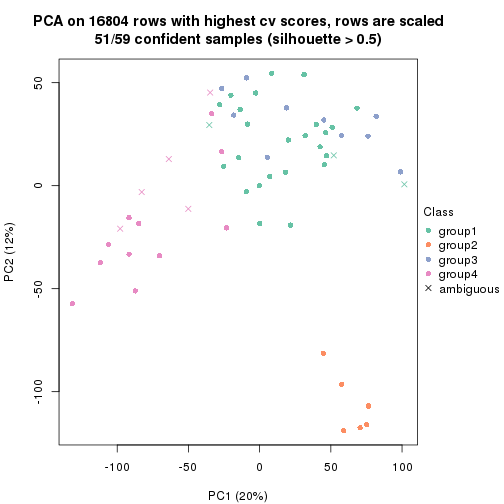 PCA on 16804 rows with highest cv scores, rows are scaled
51/59 confident samples (silhouette > 0.5)
50
0
-50
-100
PC2 (12%)
-100
-50
0
50
100
PC1 (20%)
Class
group1
group2
group3
group4
ambiguous